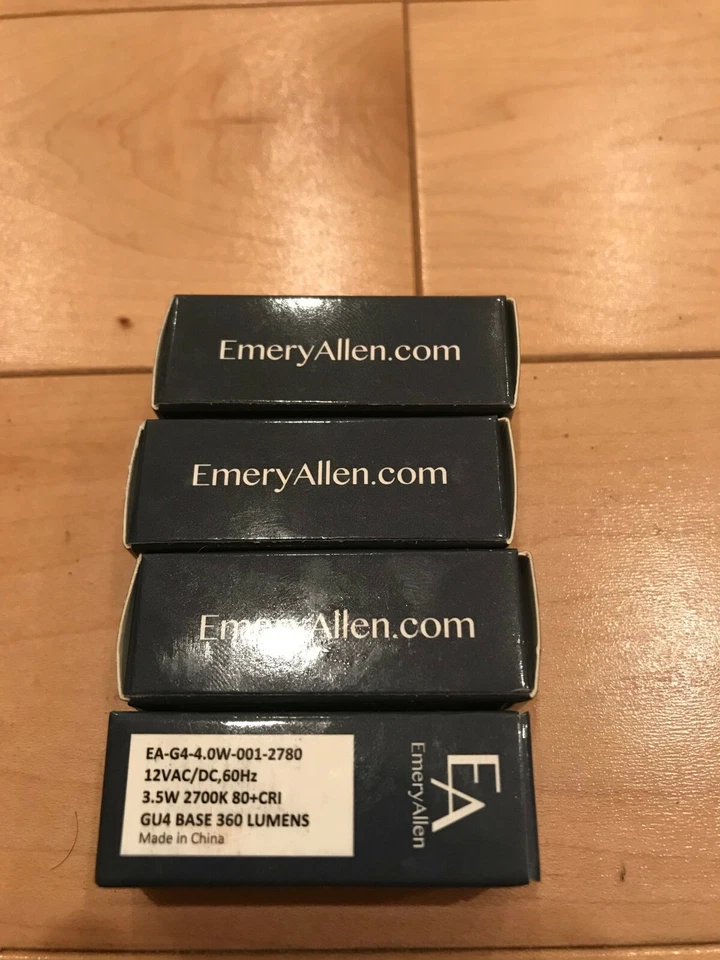 EmeryAllen.com
EmeryAllen.com
EmeryAllen.com
EA-G4-4.0W-001-2780
12VAC/DC,60Hz
3.5W 2700K 80+CRI
GU4 BASE 360 LUMENS
Made in China
EA
EmeryAllen